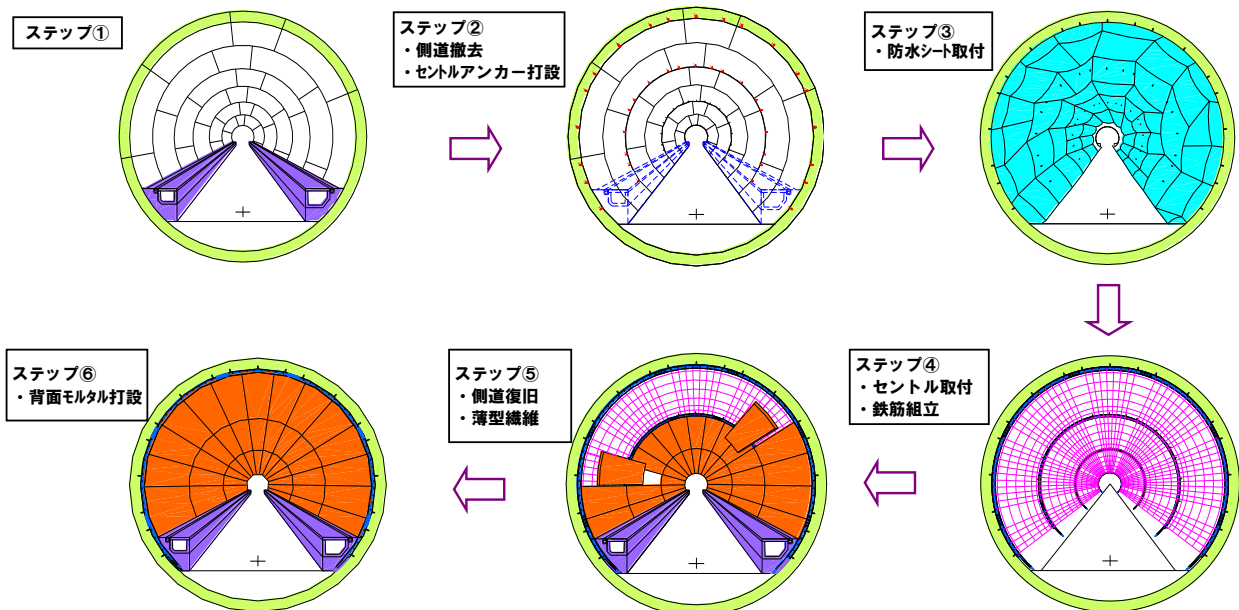 ステップ①
ステップ②
・側道撤去
・セントルアンカー打設
ステップ③
・防水シート取付
ステップ④
・セントル取付
・鉄筋組立
ステップ⑤
・側道復旧
・薄型繊維
ステップ⑥
・背面モルタル打設